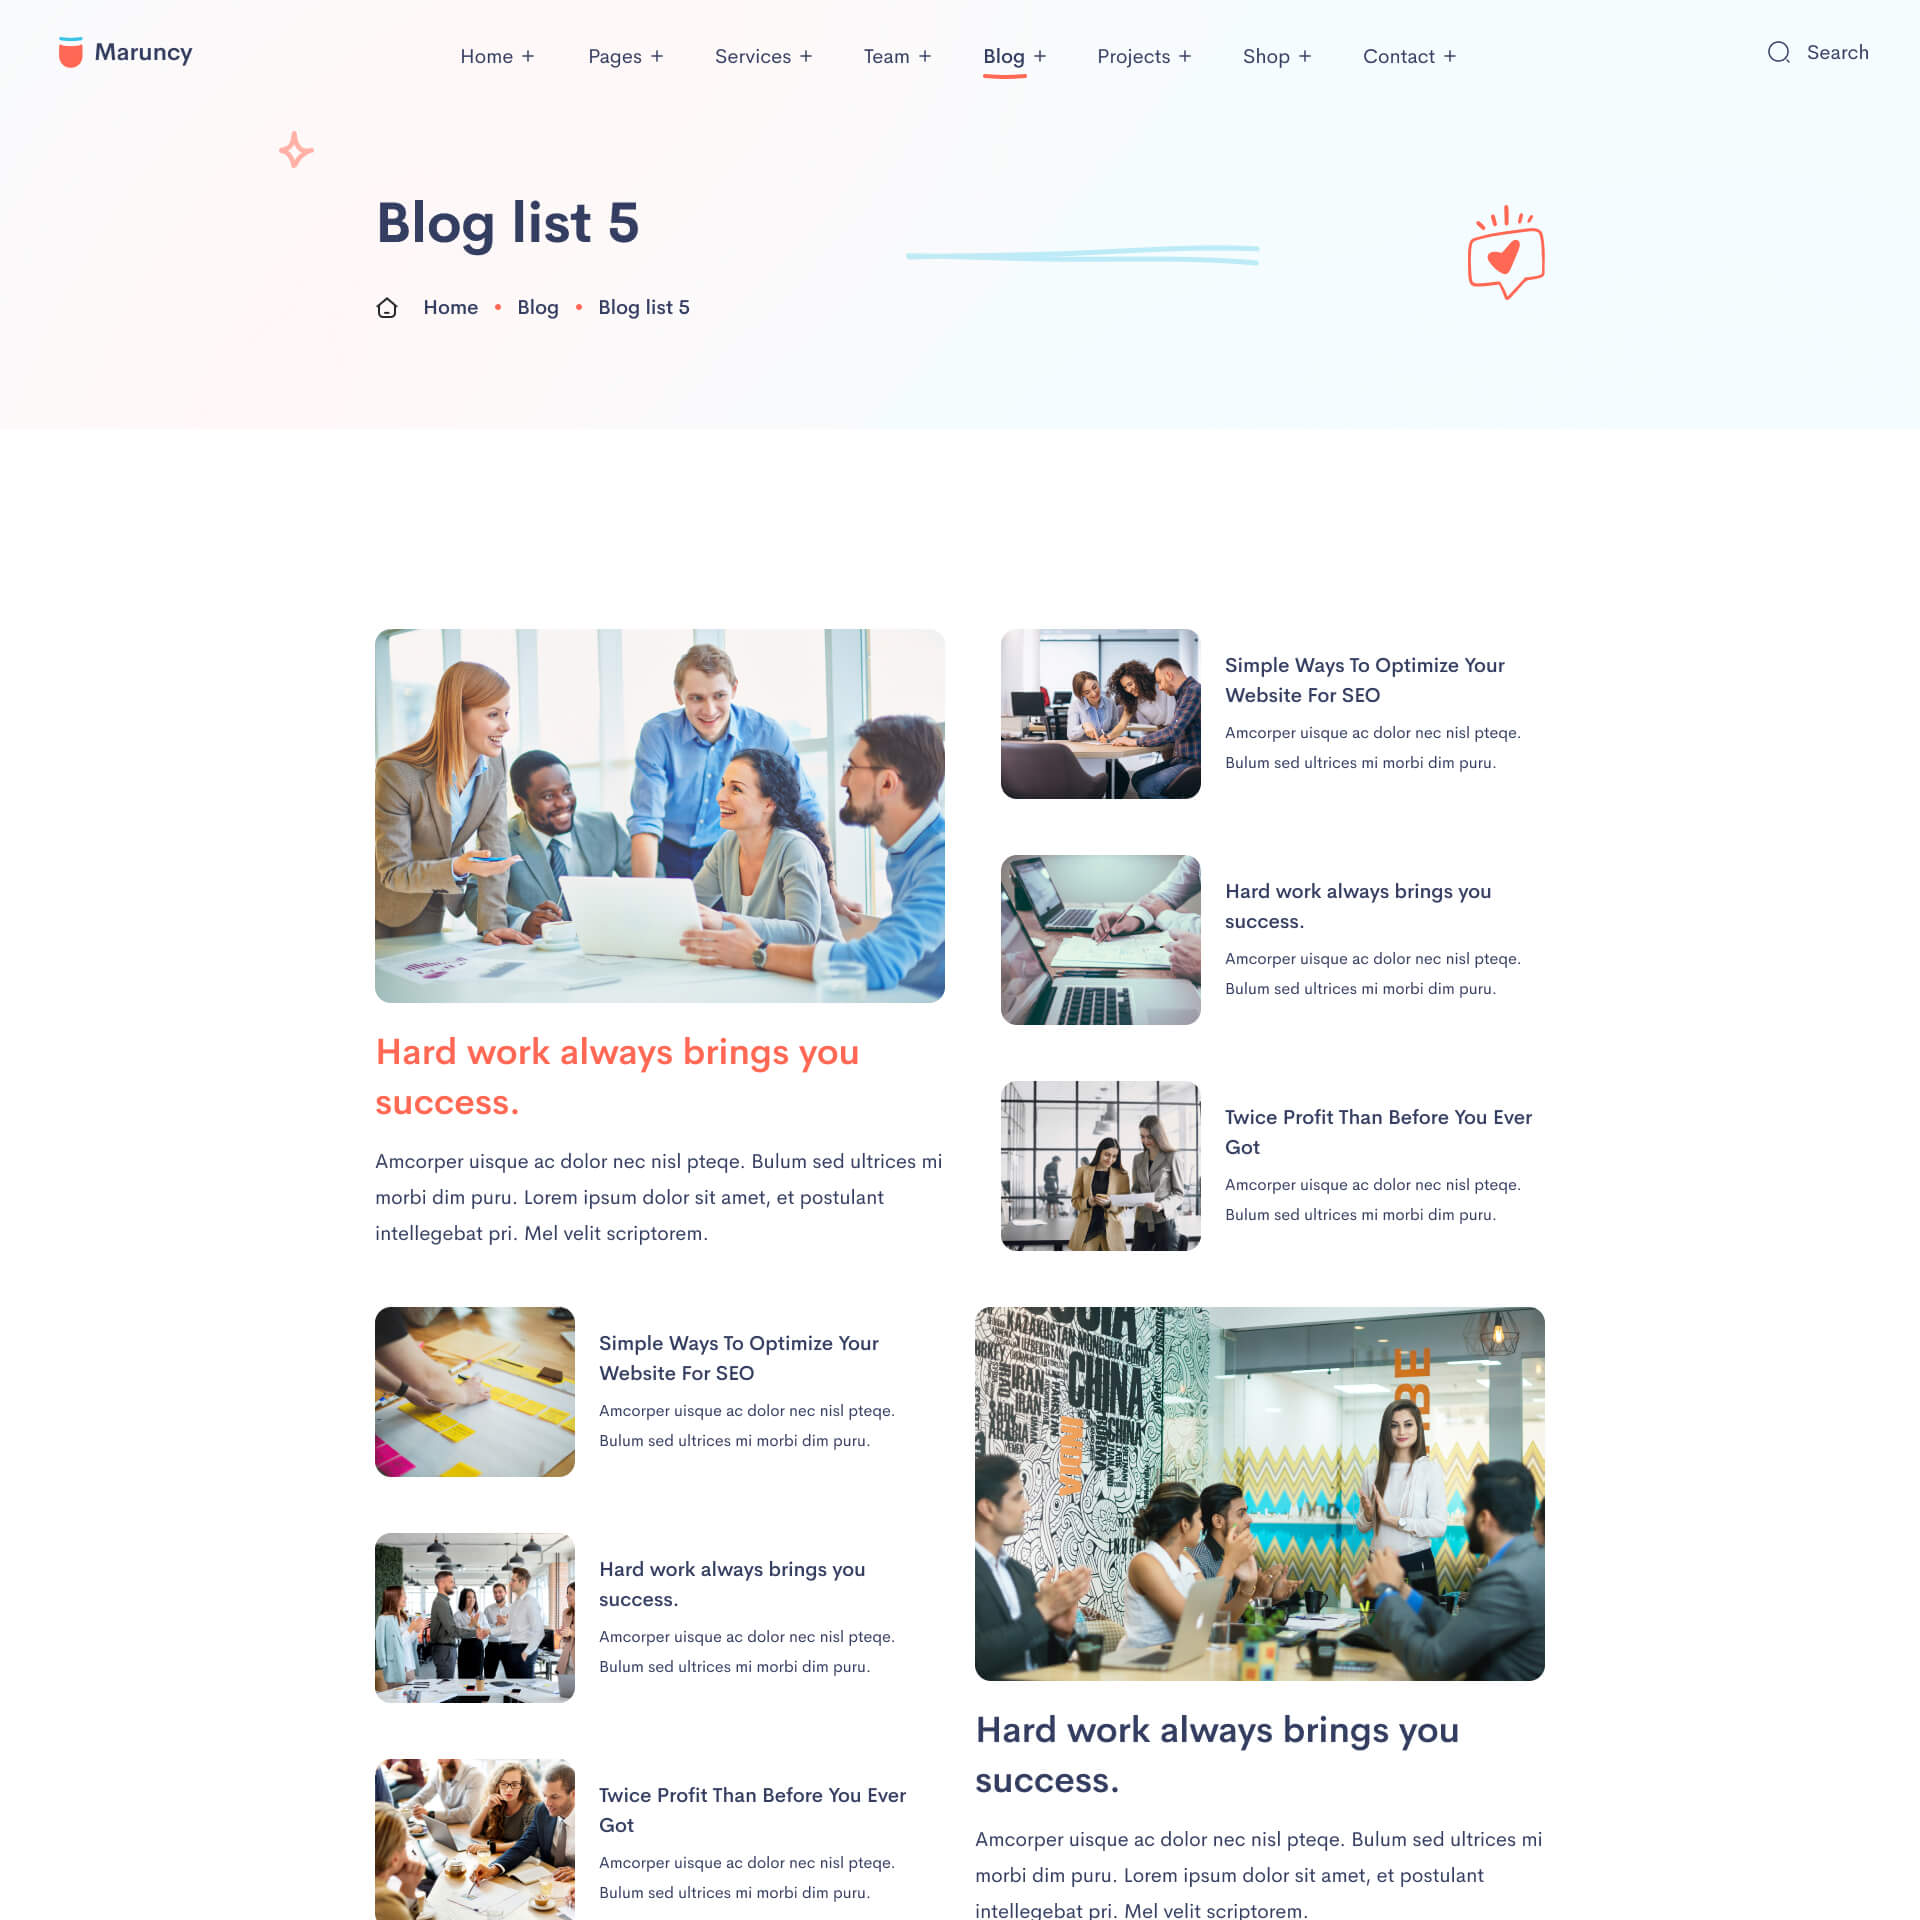 Maruncy
Home + Pages + Services + Team + Blog + Projects + Shop + Contact +
Search
Blog list 5
Home • Blog • Blog list 5
Hard work always brings you
success.
Amcorper uisque ac dolor nec nisl pteqe. Bulum sed ultrices mi
morbi dim puru. Lorem ipsum dolor sit amet, et postulant
intellegebat pri. Mel velit scriptorem.
Simple Ways To Optimize Your
Website For SEO
Amcorper uisque ac dolor nec nisl pteqe.
Bulum sed ultrices mi morbi dim puru.
Hard work always brings you
success.
Amcorper uisque ac dolor nec nisl pteqe.
Bulum sed ultrices mi morbi dim puru.
Twice Profit Than Before You Ever
Got
Amcorper uisque ac dolor nec nisl pteqe.
Bulum sed ultrices mi morbi dim puru.
Simple Ways To Optimize Your
Website For SEO
Amcorper uisque ac dolor nec nisl pteqe.
Bulum sed ultrices mi morbi dim puru.
Hard work always brings you
success.
Amcorper uisque ac dolor nec nisl pteqe.
Bulum sed ultrices mi morbi dim puru.
Twice Profit Than Before You Ever
Got
Amcorper uisque ac dolor nec nisl pteqe.
Bulum sed ultrices mi morbi dim puru.
KAZAKHSTAN MONGOLIA CHINA
UZBEKISTAN
IRAN
CHINA
IRAN
CHINA
INDIA
YEMEN
Hard work always brings you
success.
Amcorper uisque ac dolor nec nisl pteqe. Bulum sed ultrices mi
morbi dim puru. Lorem ipsum dolor sit amet, et postulant
intellegebat pri. Mel velit scriptorem.